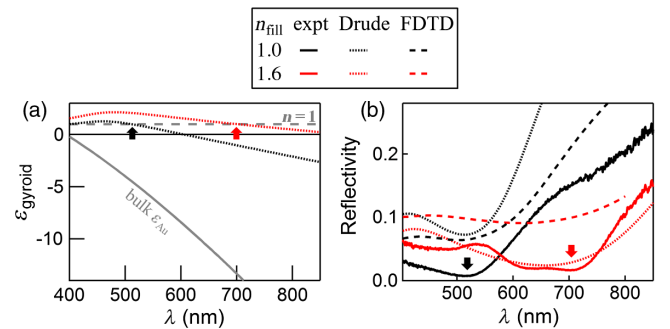 n_fill expt Drude FDTD
1.0
1.6
(a)
n = 1
0
-5
-10
ε_gyroid
bulk ε_Au
400 500 600 700 800
λ (nm)
(b)
0.2
0.1
0.0
Reflectivity
500 600 700 800
λ (nm)